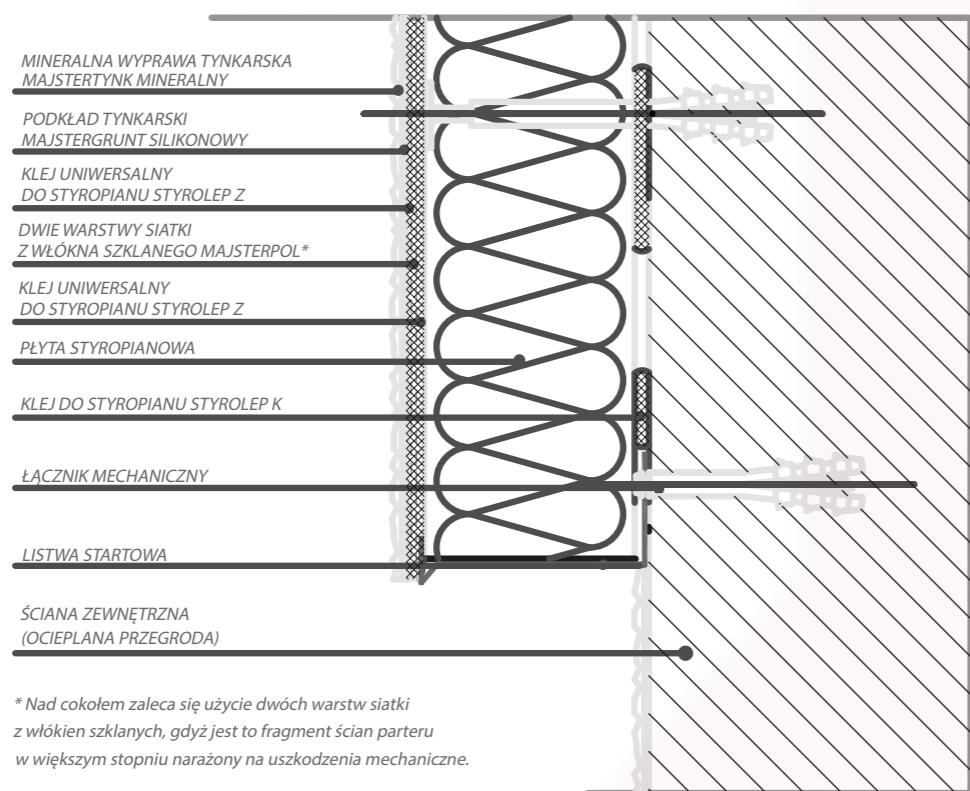 MINERALNA WYPRAWA TYNKARSKA
MAJSTERTYNK MINERALNY
PODKŁAD TYNKARSKI
MAJSTERGRUNT SILIKONOWY
KLEJ UNIWERSALNY
DO STYROPIANU STYROLEP Z
DWIE WARSTWY SIATKI
Z WŁÓKNA SZKLANEGO MAJSTERPOL*
KLEJ UNIWERSALNY
DO STYROPIANU STYROLEP Z
PŁYTA STYROPIANOWA
KLEJ DO STYROPIANU STYROLEP K
ŁĄCZNIK MECHANICZNY
LISTWA STARTOWA
ŚCIANA ZEWNĘTRZNA
(OCIEPLANA PRZEGRODA)
* Nad cokołem zaleca się użycie dwóch warstw siatki
z włókien szklanych, gdyż jest to fragment ścian parteru
w większym stopniu narażony na uszkodzenia mechaniczne.